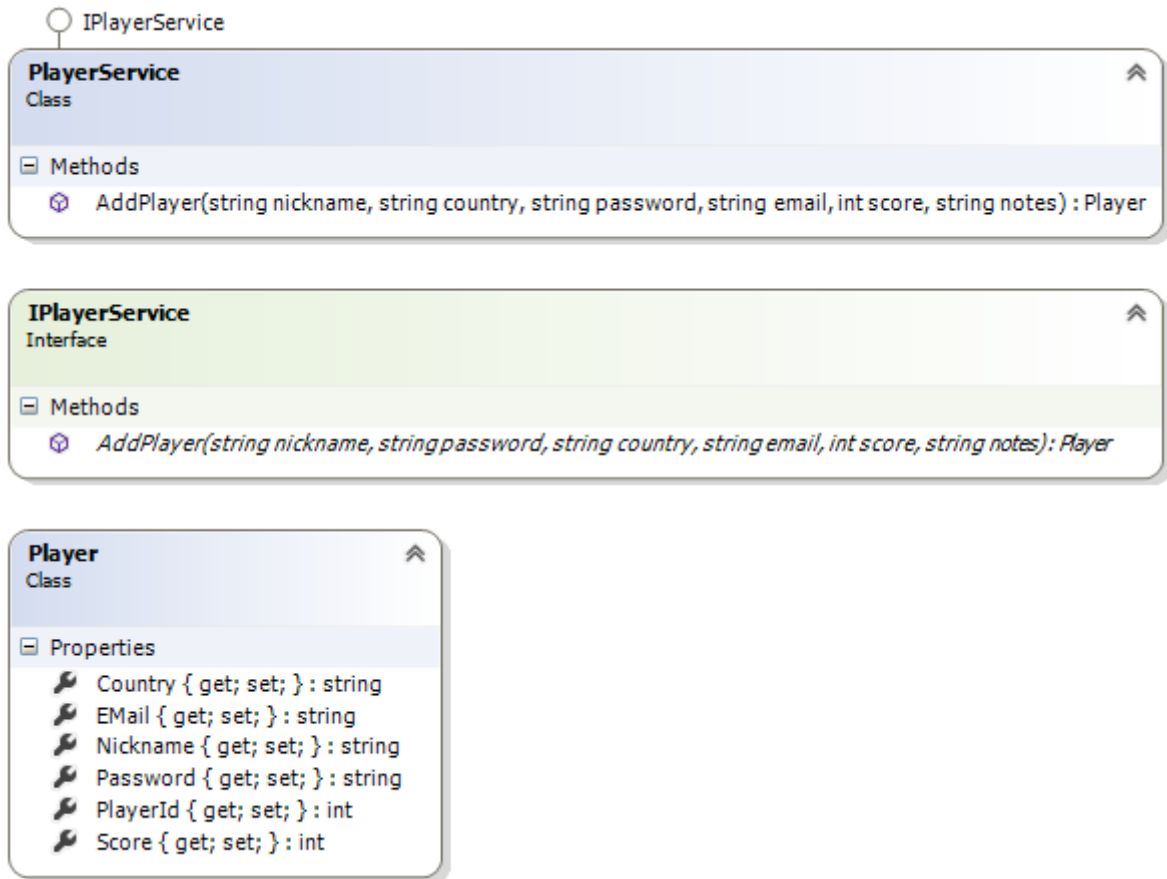 IPlayerService
PlayerService
Class
Methods
AddPlayer(string nickname, string country, string password, string email, int score, string notes) : Player
IPlayerService
Interface
Methods
AddPlayer(string nickname, string password, string country, string email, int score, string notes) : Player
Player
Class
Properties
Country { get; set; } : string
EMail { get; set; } : string
Nickname { get; set; } : string
Password { get; set; } : string
PlayerId { get; set; } : int
Score { get; set; } : int